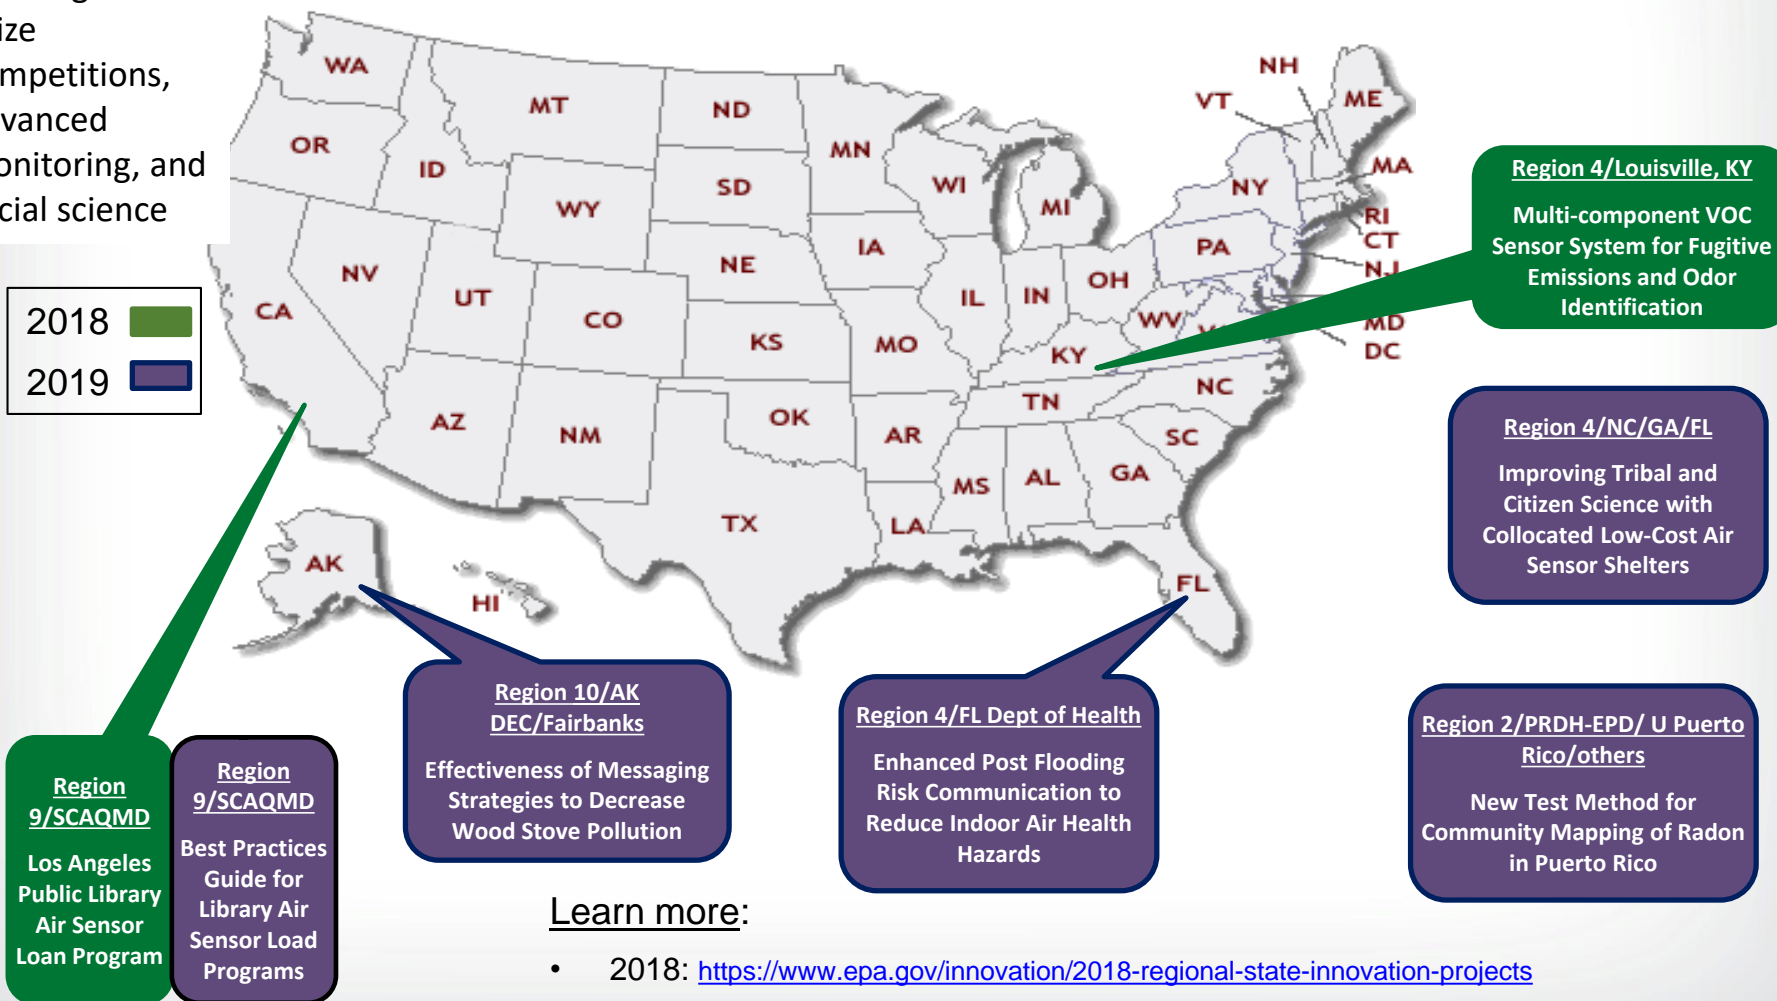 ize
ompetitions,
vanced
onitoring, and
cial science
2018
2019
WA
OR
CA
NV
ID
MT
WY
UT
AZ
CO
NM
ND
SD
NE
KS
OK
TX
MN
IA
MO
AR
LA
WI
IL
MI
IN
OH
KY
TN
MS
AL
GA
FL
SC
NC
WV
PA
NY
VT
NH
ME
MA
RI
CT
NJ
MD
DC
AK
HI
Region 4/Louisville, KY
Multi-component VOC
Sensor System for Fugitive
Emissions and Odor
Identification
Region 4/NC/GA/FL
Improving Tribal and
Citizen Science with
Collocated Low-Cost Air
Sensor Shelters
Region
9/SCAQMD
Los Angeles
Public Library
Air Sensor
Loan Program
Region
9/SCAQMD
Best Practices
Guide for
Library Air
Sensor Load
Programs
Region 10/AK
DEC/Fairbanks
Effectiveness of Messaging
Strategies to Decrease
Wood Stove Pollution
Region 4/FL Dept of Health
Enhanced Post Flooding
Risk Communication to
Reduce Indoor Air Health
Hazards
Region 2/PRDH-EPD/ U Puerto
Rico/others
New Test Method for
Community Mapping of Radon
in Puerto Rico
Learn more:
• 2018: https://www.epa.gov/innovation/2018-regional-state-innovation-projects